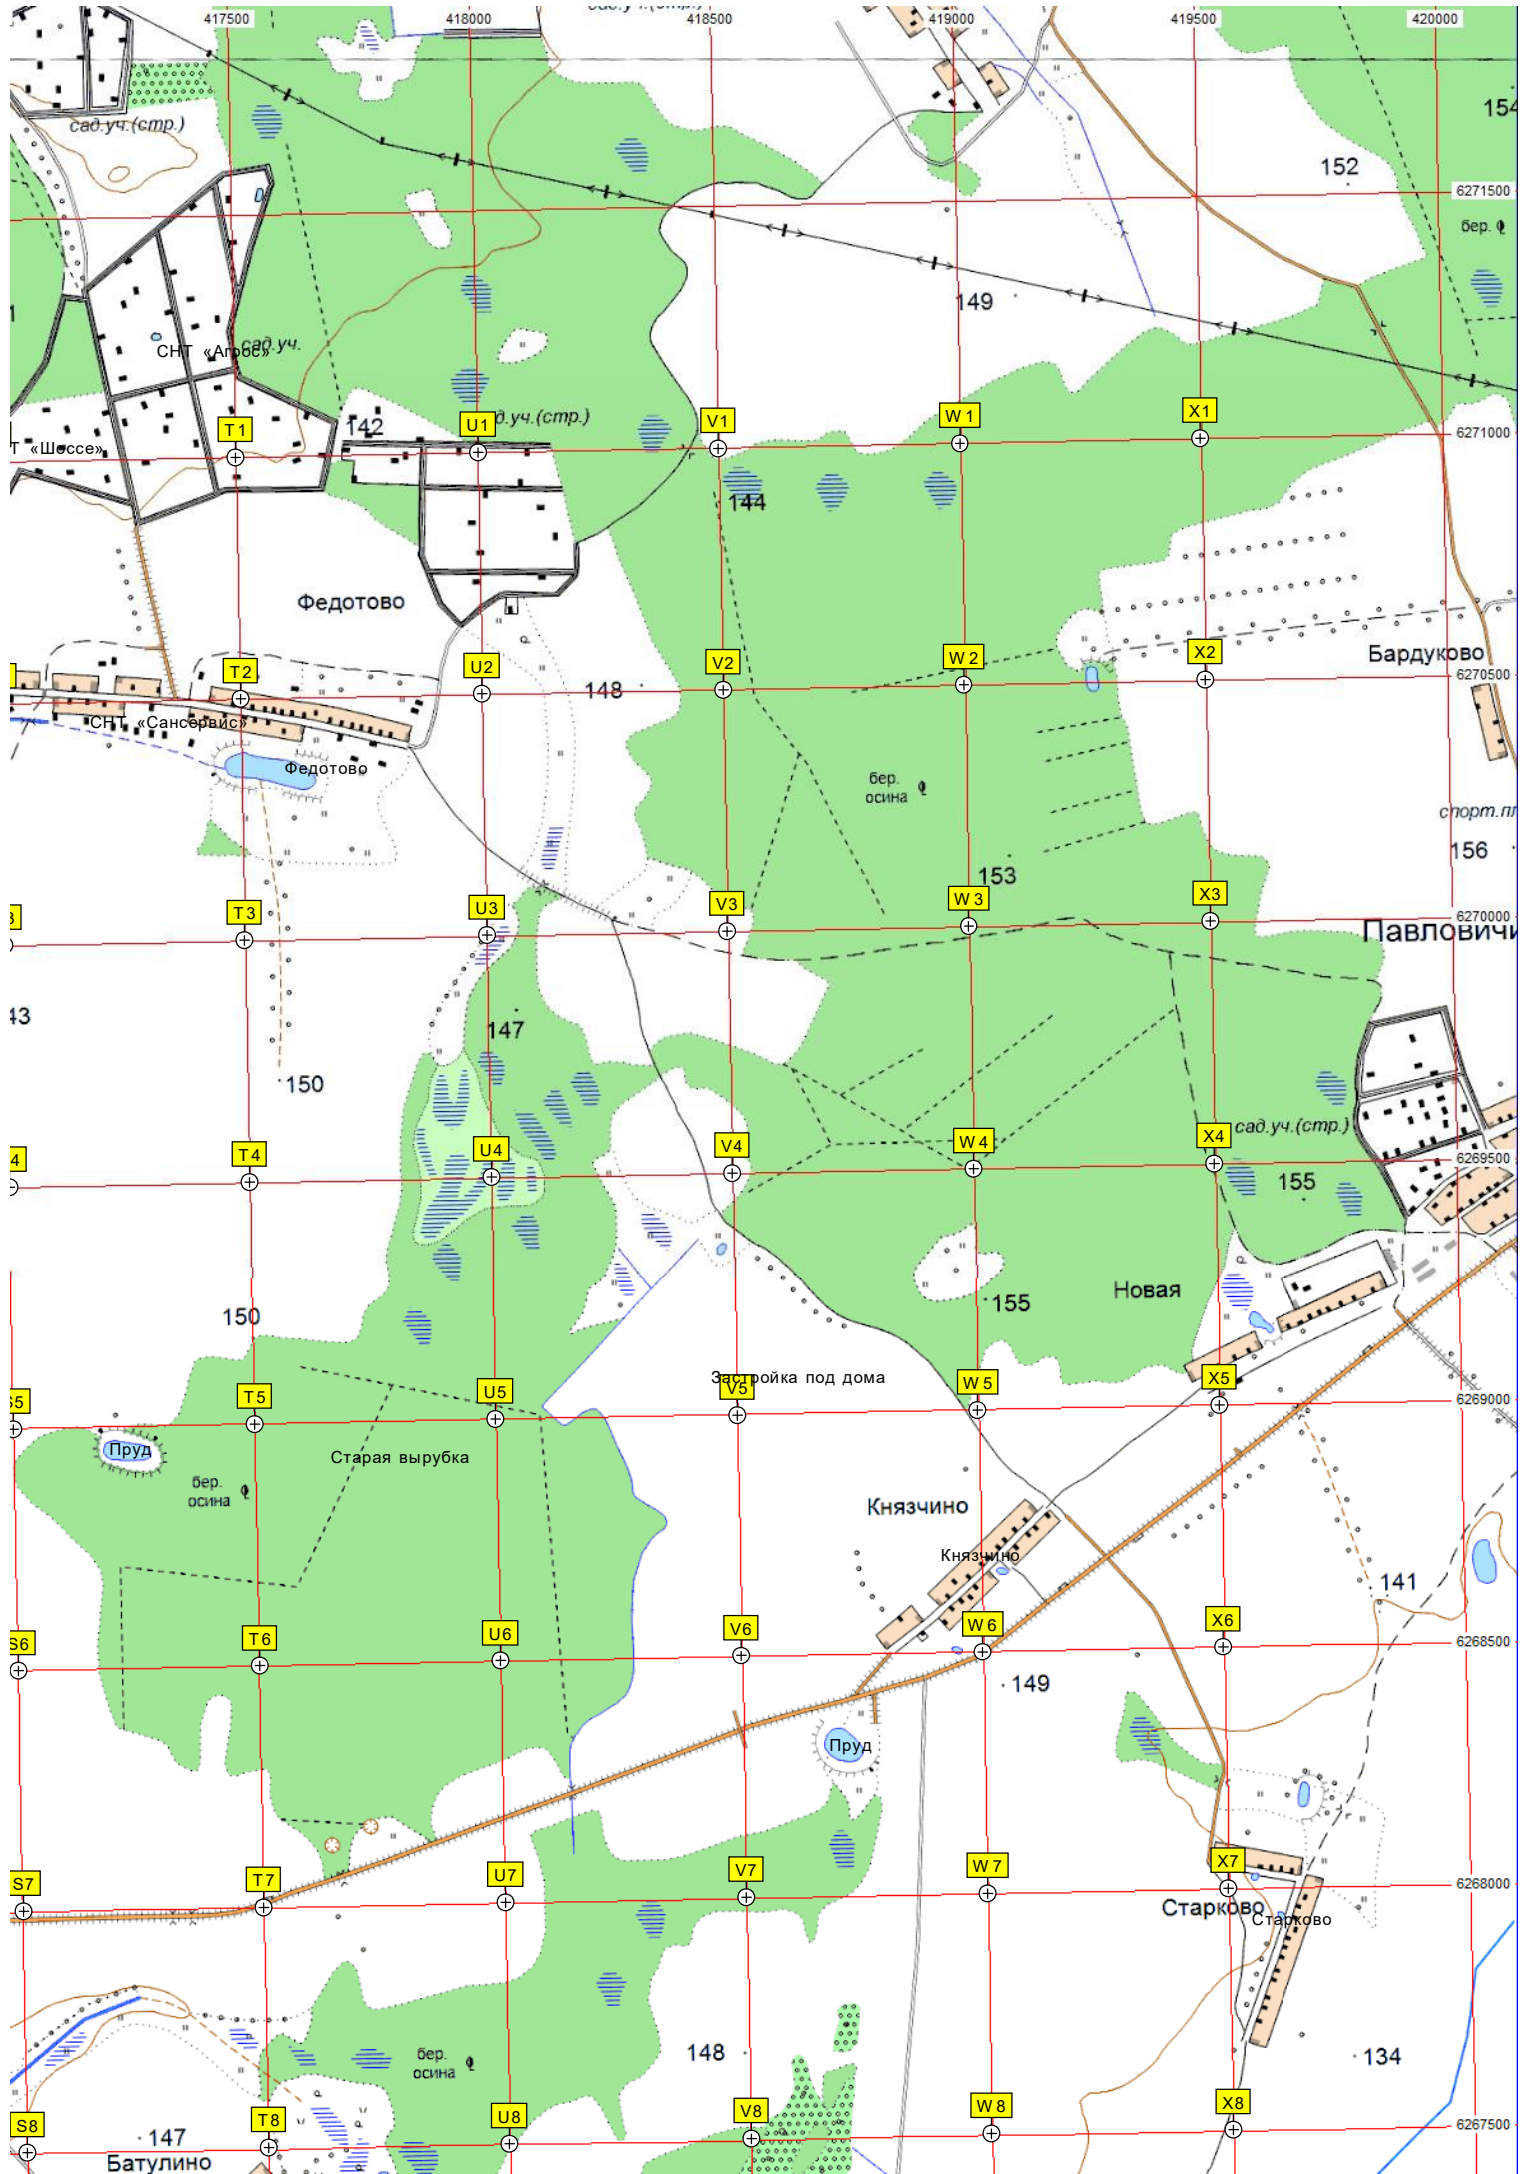 417500 418000 418500 419000 419500 420000
сад.уч.(стр.)
154
152
6271500
бер.
149
сад.уч.
СНТ «Агрос»
142
д.уч.(стр.)
T1 U1 V1 W1 X1
6271000
Т «Шоссе»
144
Федотово
Бардуково
T2 U2 V2 W2 X2
6270500
148
СНТ «Сансервис»
Федотово
бер.
осина
спорт.пл
156
153
3 T3 U3 V3 W3 X3
6270000
Павловичи
43
147
150
сад.уч.(стр.)
4 T4 U4 V4 W4 X4
6269500
155
Новая
155
150
Застройка под дома
S5 T5 U5 V5 W5 X5
6269000
Пруд
Старая вырубка
бер.
осина
Князчино
Князчино
141
S6 T6 U6 V6 W6 X6
6268500
149
Пруд
S7 T7 U7 V7 W7 X7
6268000
Старково
Старково
148
134
бер.
осина
S8 T8 U8 V8 W8 X8
6267500
147
Батулино